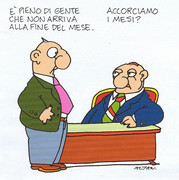 E' PIENO DI GENTE
CHE NON ARRIVA
ALLA FINE DEL MESE.
ACCORCIAMO
I MESI?